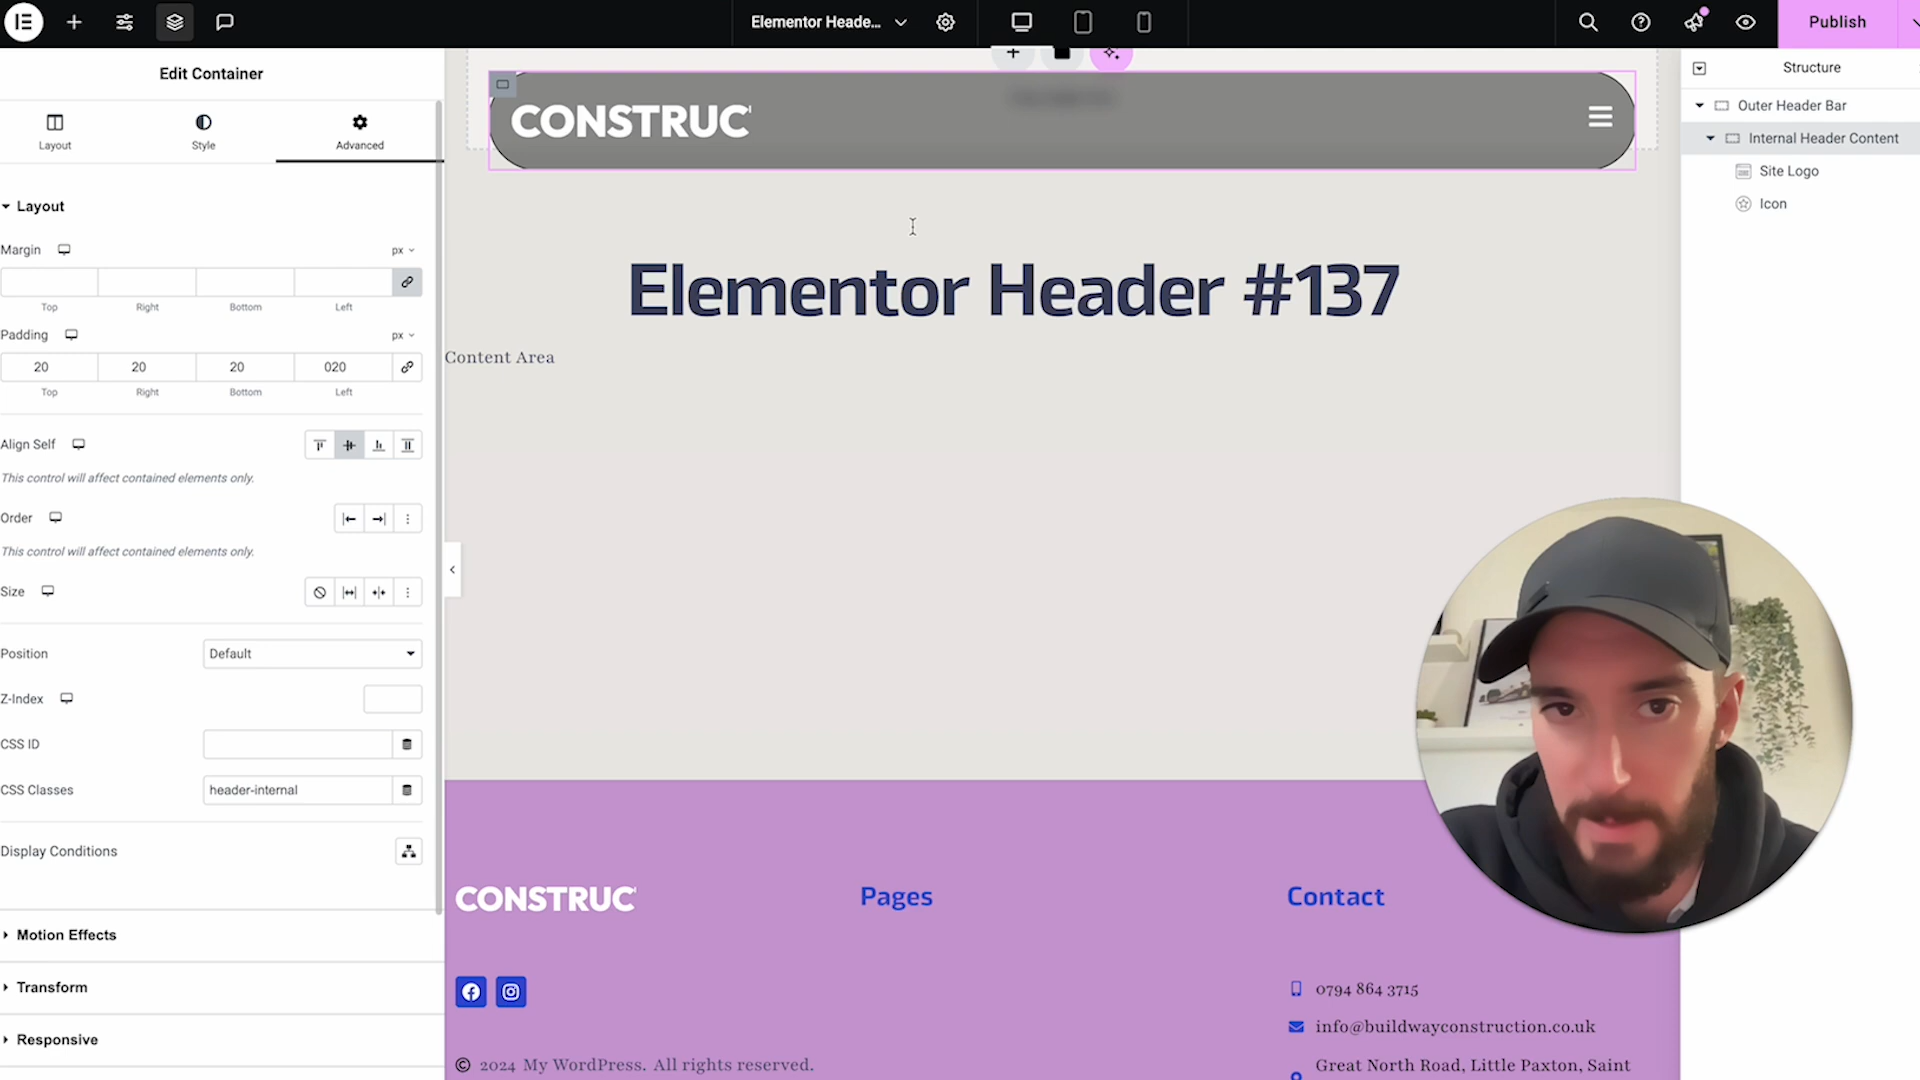 Elementor Heade...
Publish
Edit Container
Structure
Layout
Style
Advanced
Outer Header Bar
Internal Header Content
Site Logo
Icon
CONSTRUC'
Layout
Margin
px
Top
Right
Bottom
Left
Padding
px
20
20
20
020
Top
Right
Bottom
Left
Align Self
This control will affect contained elements only.
Order
This control will affect contained elements only.
Size
Position
Default
Z-Index
CSS ID
CSS Classes
header-internal
Display Conditions
Motion Effects
Transform
Responsive
Elementor Header #137
Content Area
CONSTRUC'
Pages
Contact
0794 864 3715
info@buildwayconstruction.co.uk
Great North Road, Little Paxton, Saint
© 2024 My WordPress. All rights reserved.